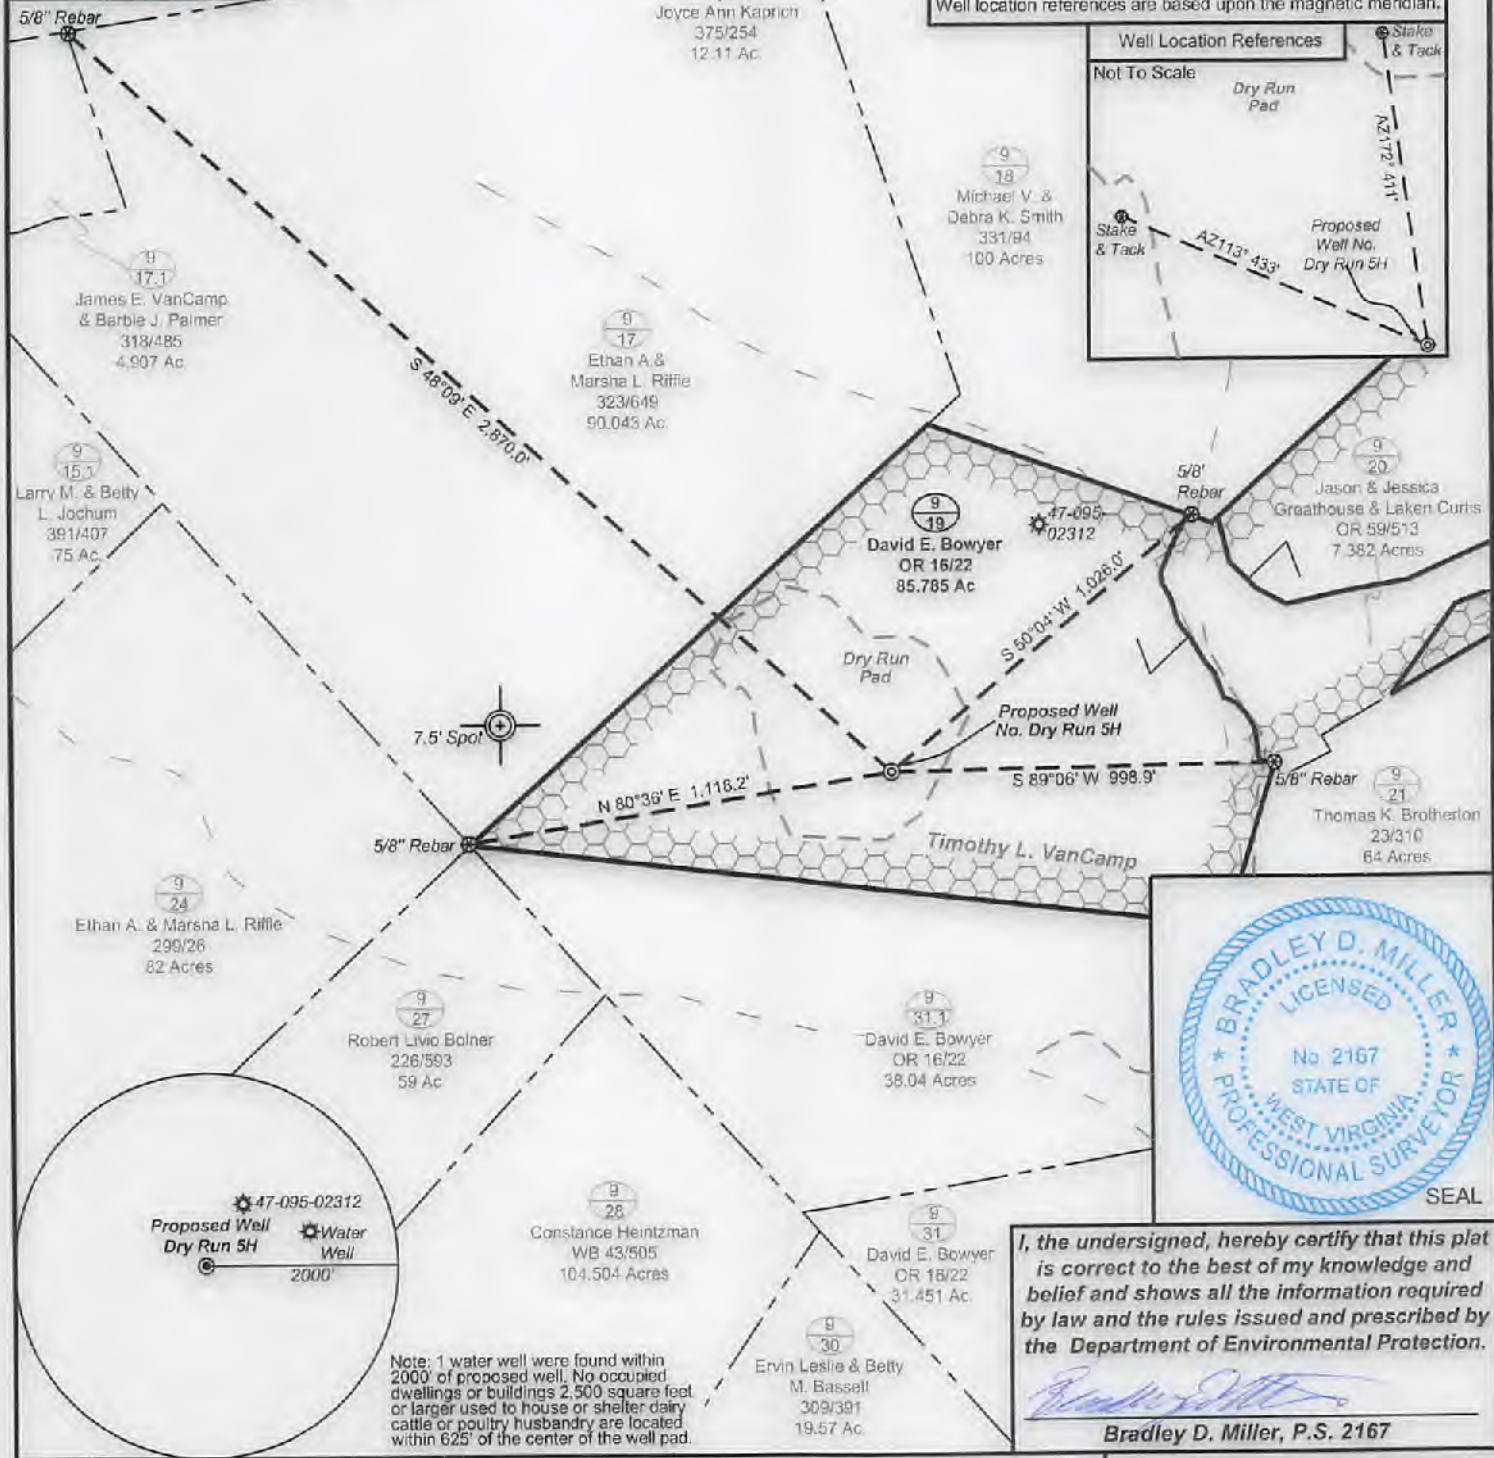 5/8" Rebar
Joyce Ann Kaprich
375/254
12.11 Ac.
Well location references are based upon the magnetic meridian.
Well Location References
Not To Scale
Stake
& Tack
Dry Run
Pad
AZ172° 411'
Stake
& Tack
AZ113° 433'
Proposed
Well No.
Dry Run 5H
9
18
Michael V. &
Debra K. Smith
331/94
100 Acres
9
17.1
James E. VanCamp
& Barbie J. Palmer
318/485
4.907 Ac.
9
17
Ethan A.&
Marsha L. Riffle
323/649
90.043 Ac.
S 48°09' E 2,870.0'
9
15.1
Larry M. & Betty
L. Jochum
391/407
75 Ac.
9
19
David E. Bowyer
OR 16/22
85.785 Ac
47-095-
02312
5/8'
Rebar
9
20
Jason & Jessica
Greathouse & Laken Curtis
OR 59/513
7.382 Acres
S 50°04' W 1,026.0'
Dry Run
Pad
Proposed Well
No. Dry Run 5H
7.5' Spot
N 80°36' E 1,116.2'
S 89°06' W 998.9'
5/8" Rebar
9
21
Thomas K. Brotherton
23/310
64 Acres
5/8" Rebar
Timothy L. VanCamp
9
24
Ethan A. & Marsha L. Riffle
299/26
82 Acres
9
27
Robert Livio Bolner
226/593
59 Ac
9
31.1
David E. Bowyer
OR 16/22
38.04 Acres
BRADLEY D. MILLER
LICENSED
No. 2167
STATE OF
WEST VIRGINIA
PROFESSIONAL SURVEYOR
SEAL
47-095-02312
Proposed Well
Dry Run 5H
Water
Well
2000'
9
28
Constance Heintzman
WB 43/505
104.504 Acres
9
31
David E. Bowyer
OR 16/22
31.451 Ac.
9
30
Ervin Leslie & Betty
M. Bassell
309/391
19.57 Ac.
Note: 1 water well were found within
2000' of proposed well. No occupied
dwellings or buildings 2,500 square feet
or larger used to house or shelter dairy
cattle or poultry husbandry are located
within 625' of the center of the well pad.
I, the undersigned, hereby certify that this plat
is correct to the best of my knowledge and
belief and shows all the information required
by law and the rules issued and prescribed by
the Department of Environmental Protection.
Bradley D. Miller, P.S. 2167